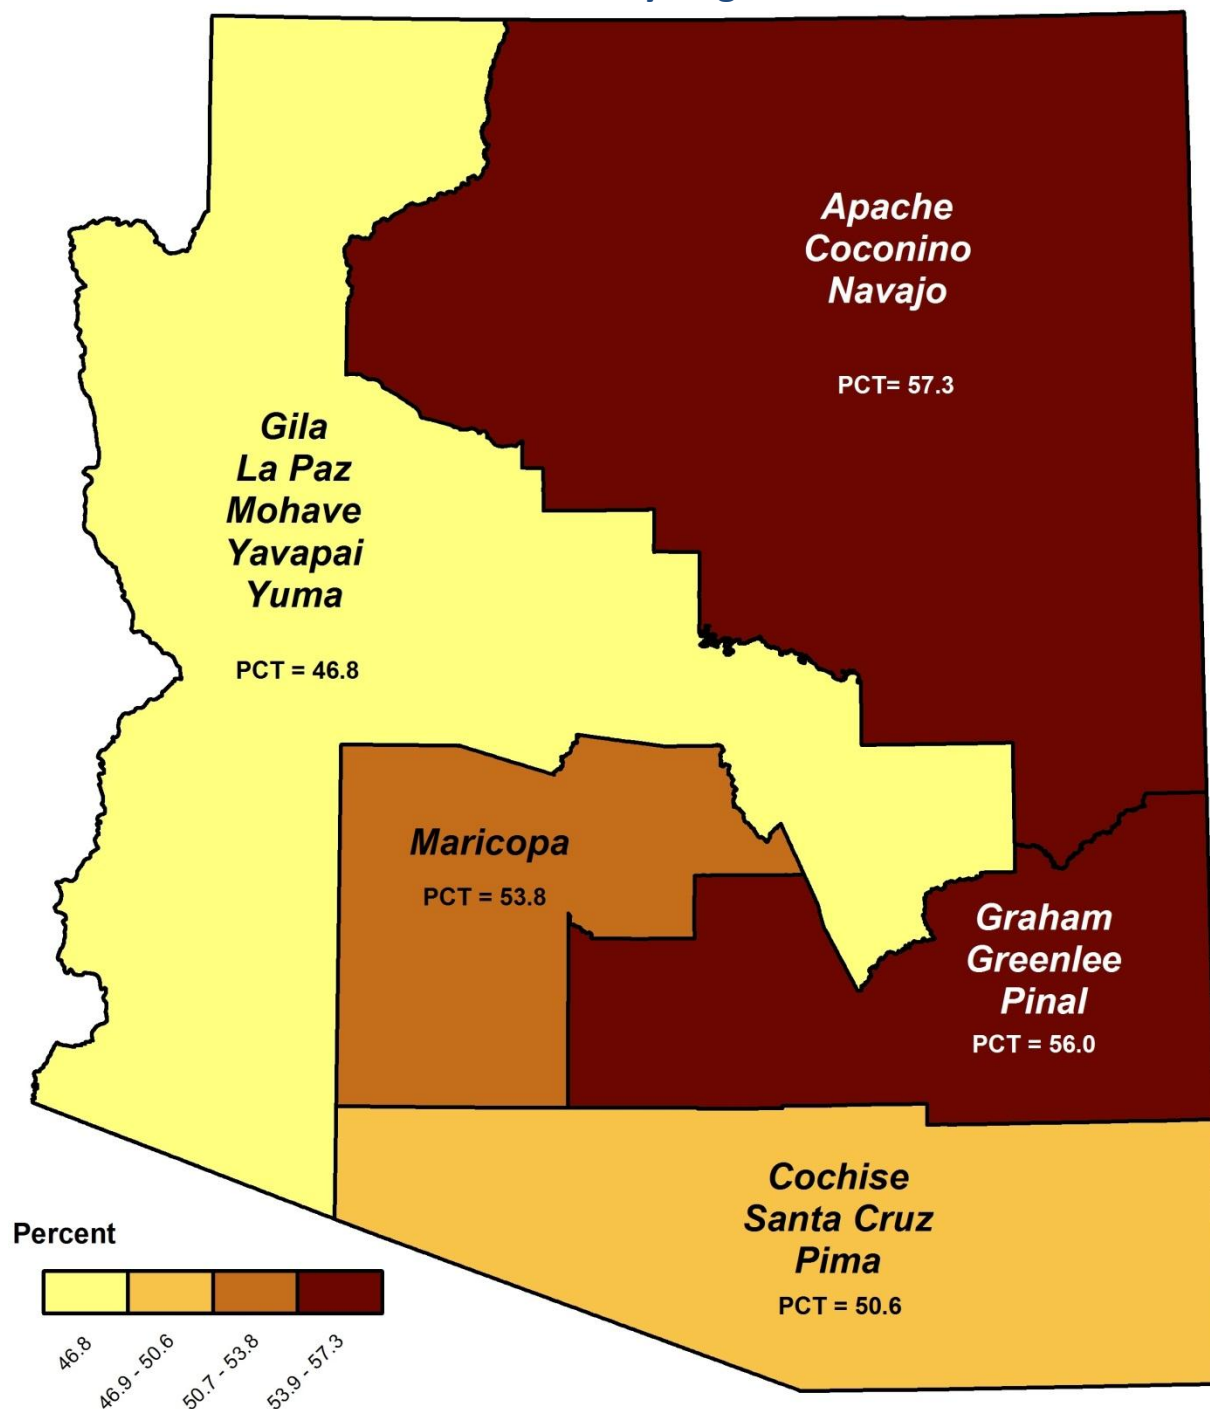 Apache
Coconino
Navajo
PCT= 57.3
Gila
La Paz
Mohave
Yavapai
Yuma
PCT = 46.8
Maricopa
PCT = 53.8
Graham
Greenlee
Pinal
PCT = 56.0
Cochise
Santa Cruz
Pima
PCT = 50.6
Percent
46.8
46.9 - 50.6
50.7 - 53.8
53.9 - 57.3